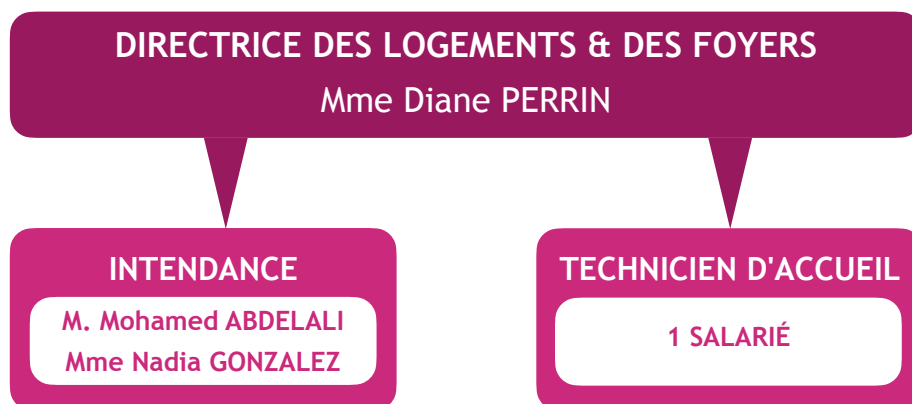 DIRECTRICE DES LOGEMENTS & DES FOYERS
Mme Diane PERRIN
INTENDANCE
M. Mohamed ABDELALI
Mme Nadia GONZALEZ
TECHNICIEN D'ACCUEIL
1 SALARIÉ